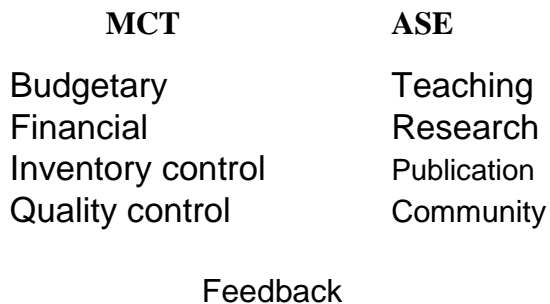 MCT ASE
Budgetary Teaching
Financial Research
Inventory control Publication
Quality control Community
Feedback